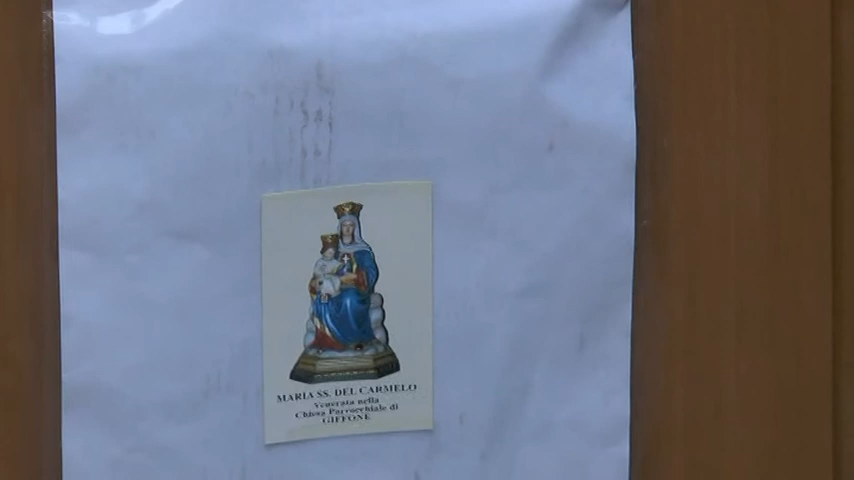 MARIA SS. DEL CARMELO
Venerata nella
Chiesa Parrocchiale di
GIFFONE